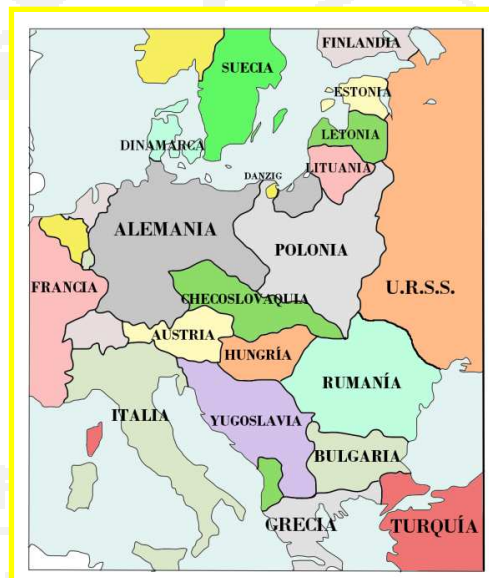 FINLANDIA
SUECIA
ESTONIA
LETONIA
DINAMARCA
LITUANIA
DANZIG
ALEMANIA
POLONIA
FRANCIA
CHECOSLOVAQUIA
U.R.S.S.
AUSTRIA
HUNGRÍA
RUMANÍA
ITALIA
YUGOSLAVIA
BULGARIA
GRECIA
TURQUÍA